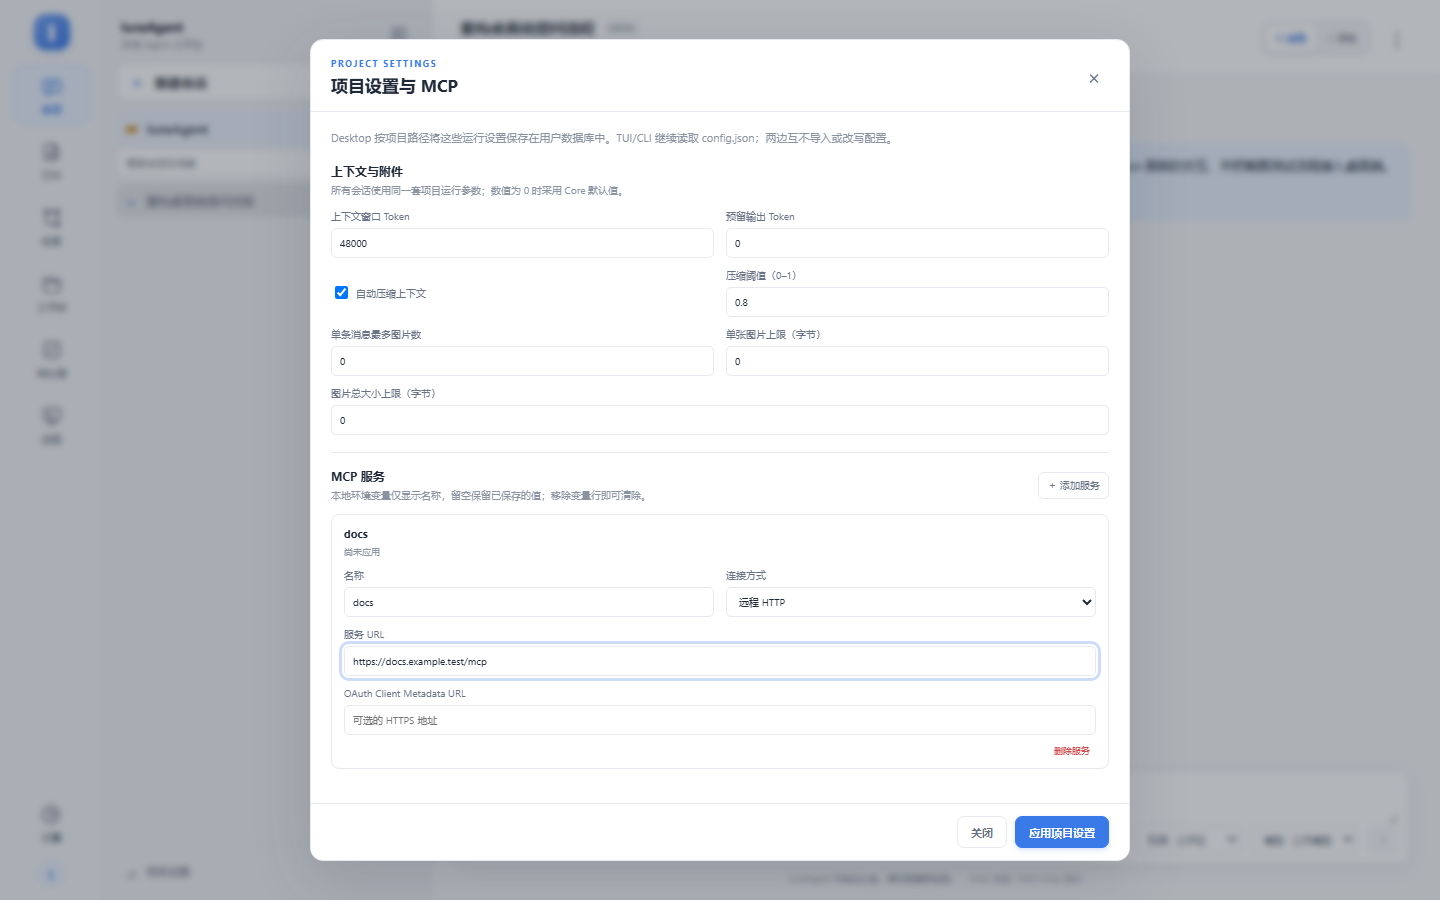 PROJECT SETTINGS
项目设置与 MCP
Desktop 按项目路径将这些运行设置保存在用户数据库中。TUI/CLI 继续读取 config.json；两边互不导入或改写配置。
上下文与附件
所有会话使用同一套项目运行参数；数值为 0 时采用 Core 默认值。
上下文窗口 Token
预留输出 Token
48000
0
自动压缩上下文
压缩阈值（0–1）
0.8
单条消息最多图片数
单张图片上限（字节）
0
0
图片总大小上限（字节）
0
MCP 服务
本地环境变量仅显示名称，留空保留已保存的值；移除变量行即可清除。
+ 添加服务
docs
尚未应用
名称
连接方式
docs
远程 HTTP
服务 URL
https://docs.example.test/mcp
OAuth Client Metadata URL
可选的 HTTPS 地址
删除服务
关闭
应用项目设置